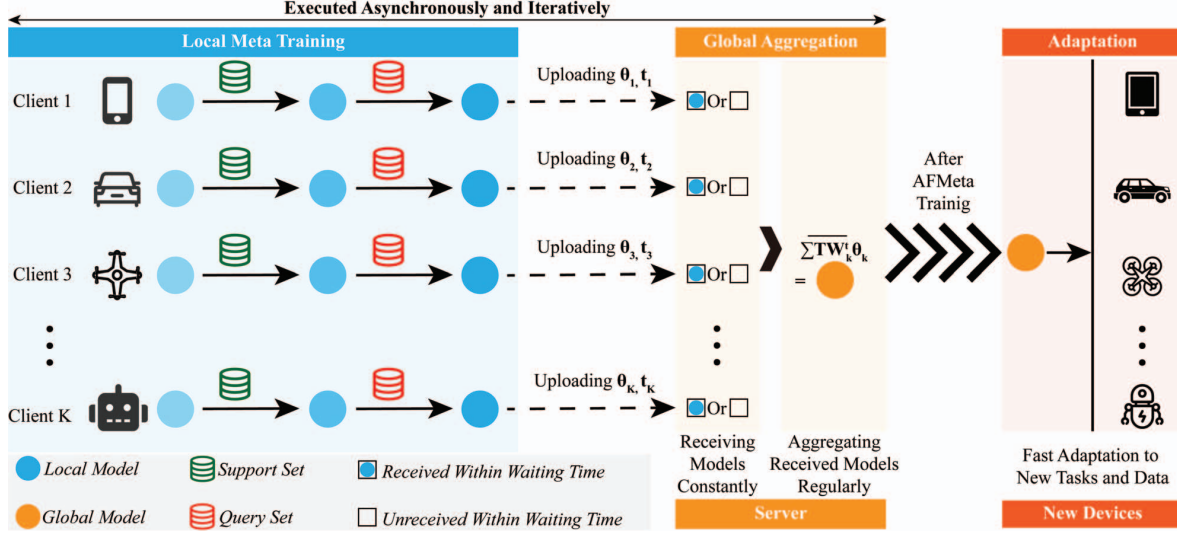 Executed Asynchronously and Iteratively
Local Meta Training
Global Aggregation
Adaptation
Client 1
Uploading θ1, t1
Or
Client 2
Uploading θ2, t2
Or
After
AFMeta
Trainig
Client 3
Uploading θ3, t3
Or
∑TW̅ᵗₖθₖ
=
Client K
Uploading θK, tK
Or
Receiving
Models
Constantly
Aggregating
Received Models
Regularly
Fast Adaptation to
New Tasks and Data
Local Model
Support Set
Received Within Waiting Time
Global Model
Query Set
Unreceived Within Waiting Time
Server
New Devices